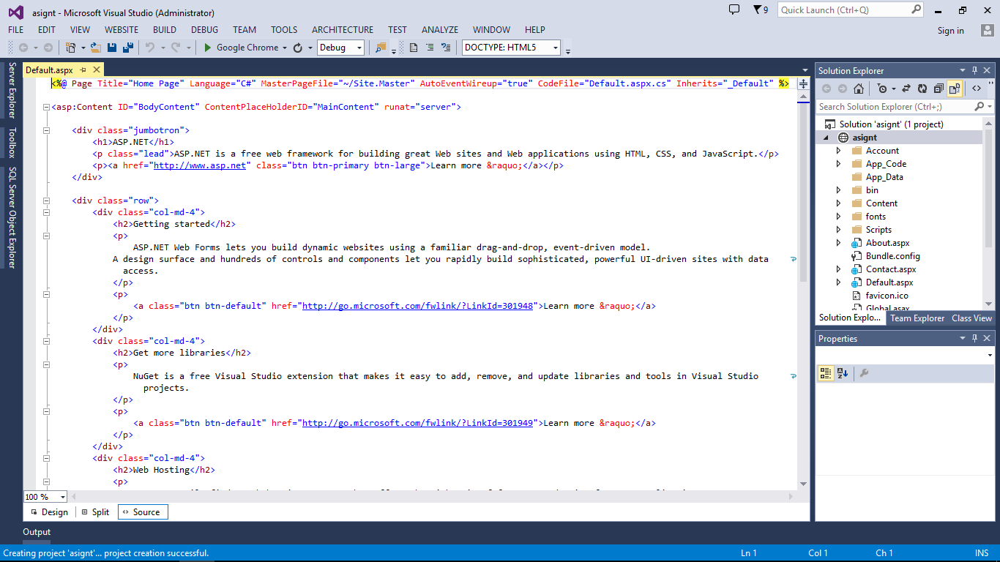 asignt - Microsoft Visual Studio (Administrator)
9
Quick Launch (Ctrl+Q)
FILE EDIT VIEW WEBSITE BUILD DEBUG TEAM TOOLS ARCHITECTURE TEST ANALYZE WINDOW HELP
Sign in
Google Chrome
Debug
DOCTYPE: HTML5
Server Explorer
Toolbox
SQL Server Object Explorer
Default.aspx
<%@ Page Title="Home Page" Language="C#" MasterPageFile="~/Site.Master" AutoEventWireup="true" CodeFile="Default.aspx.cs" Inherits="_Default" %>
<asp:Content ID="BodyContent" ContentPlaceHolderID="MainContent" runat="server">
<div class="jumbotron">
<h1>ASP.NET</h1>
<p class="lead">ASP.NET is a free web framework for building great Web sites and Web applications using HTML, CSS, and JavaScript.</p>
<p><a href="http://www.asp.net" class="btn btn-primary btn-large">Learn more &raquo;</a></p>
</div>
<div class="row">
<div class="col-md-4">
<h2>Getting started</h2>
<p>
ASP.NET Web Forms lets you build dynamic websites using a familiar drag-and-drop, event-driven model.
A design surface and hundreds of controls and components let you rapidly build sophisticated, powerful UI-driven sites with data
access.
</p>
<p>
<a class="btn btn-default" href="http://go.microsoft.com/fwlink/?LinkId=301948">Learn more &raquo;</a>
</p>
</div>
<div class="col-md-4">
<h2>Get more libraries</h2>
<p>
NuGet is a free Visual Studio extension that makes it easy to add, remove, and update libraries and tools in Visual Studio
projects.
</p>
<p>
<a class="btn btn-default" href="http://go.microsoft.com/fwlink/?LinkId=301949">Learn more &raquo;</a>
</p>
</div>
<div class="col-md-4">
<h2>Web Hosting</h2>
<p>
100 %
Design Split Source
Output
Solution Explorer
Search Solution Explorer (Ctrl+;)
Solution 'asignt' (1 project)
asignt
Account
App_Code
App_Data
bin
Content
fonts
Scripts
About.aspx
Bundle.config
Contact.aspx
Default.aspx
favicon.ico
Global.asax
Solution Explo... Team Explorer Class View
Properties
Creating project 'asignt'... project creation successful.
Ln 1 Col 1 Ch 1 INS